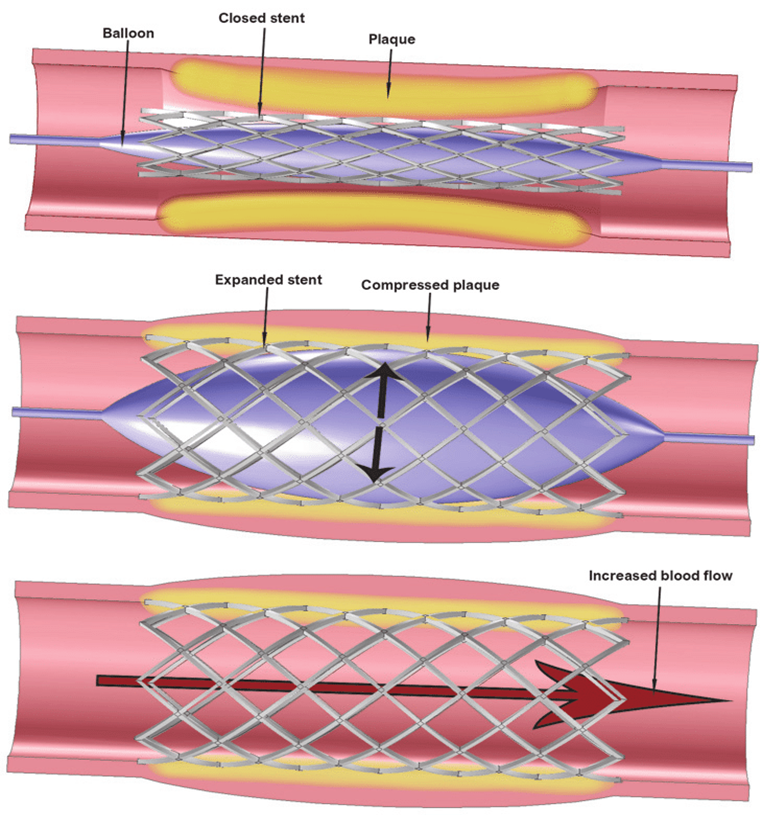 Closed stent
Balloon
Plaque
Expanded stent
Compressed plaque
Increased blood flow